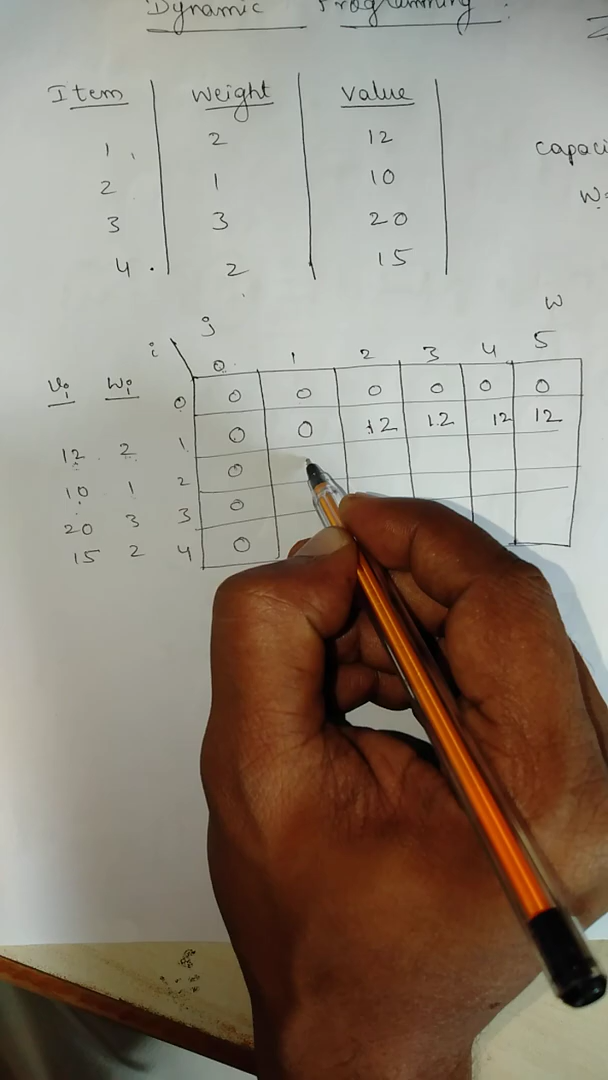 Dynamic Programming:
Item Weight Value
1 2 12
2 1 10
3 3 20
4. 2 15
capaci
W
W
j
i 0 1 2 3 4 5
vi wi 0 0 0 0 0 0 0
12 2 1 0 0 12 12 12 12
10 1 2 0
20 3 3 0
15 2 4 0